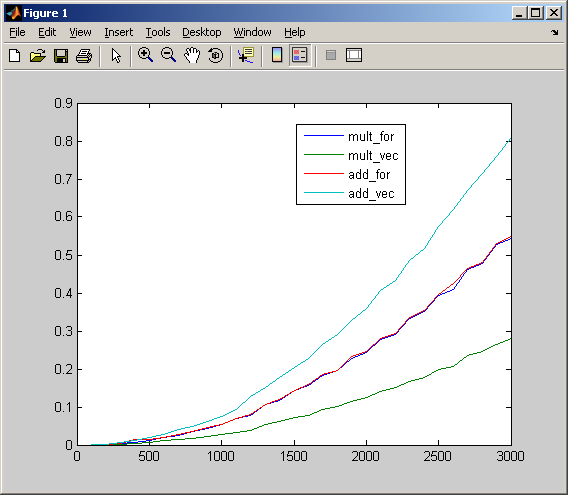 Figure 1
File Edit View Insert Tools Desktop Window Help
0.9
0.8
0.7
0.6
0.5
0.4
0.3
0.2
0.1
0
mult_for
mult_vec
add_for
add_vec
0 500 1000 1500 2000 2500 3000